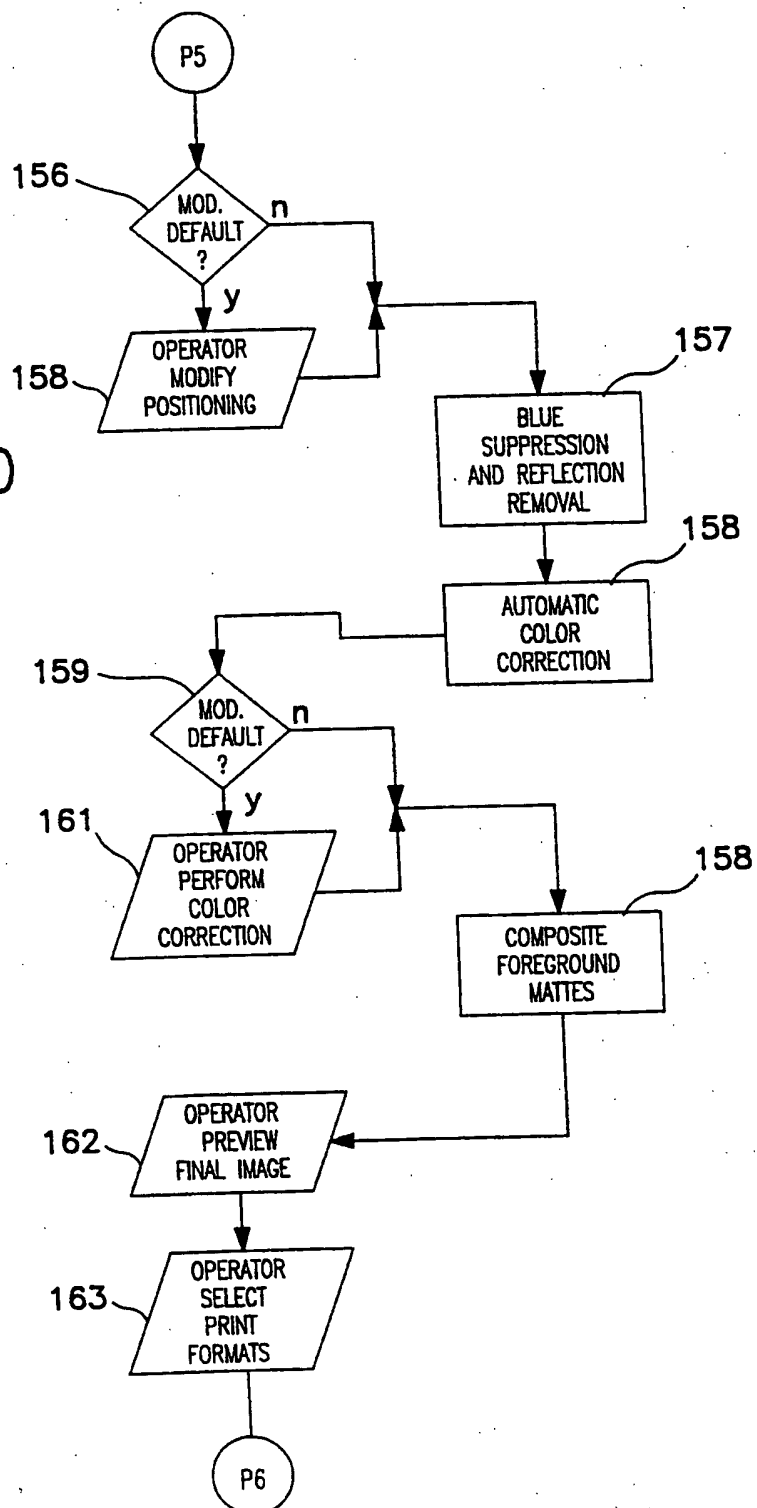 P5
156
MOD.
DEFAULT
?
n
y
158
OPERATOR
MODIFY
POSITIONING
157
BLUE
SUPPRESSION
AND REFLECTION
REMOVAL
158
AUTOMATIC
COLOR
CORRECTION
159
MOD.
DEFAULT
?
n
y
161
OPERATOR
PERFORM
COLOR
CORRECTION
158
COMPOSITE
FOREGROUND
MATTES
162
OPERATOR
PREVIEW
FINAL IMAGE
163
OPERATOR
SELECT
PRINT
FORMATS
P6